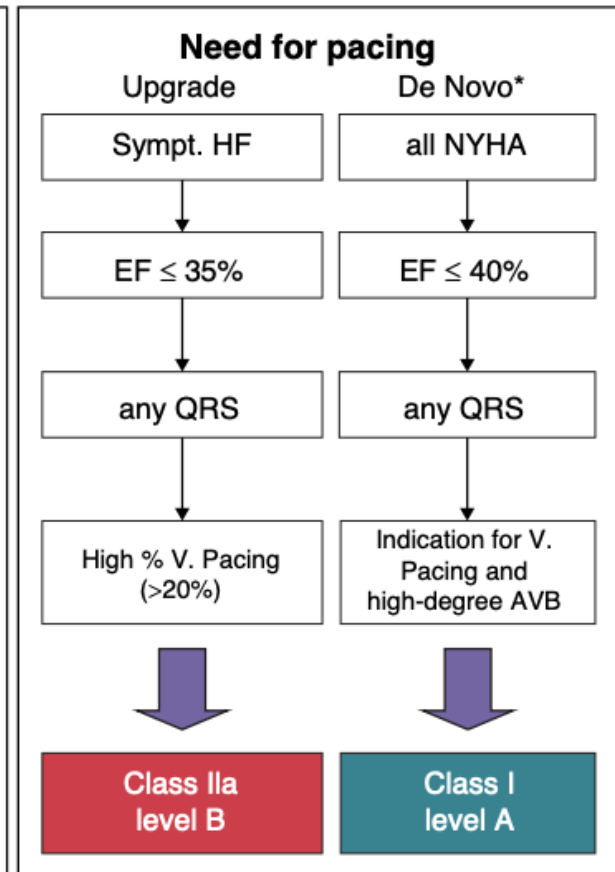 Need for pacing
Upgrade
De Novo*
Sympt. HF
all NYHA
EF ≤ 35%
EF ≤ 40%
any QRS
any QRS
High % V. Pacing
(>20%)
Indication for V.
Pacing and
high-degree AVB
Class IIa
level B
Class I
level A